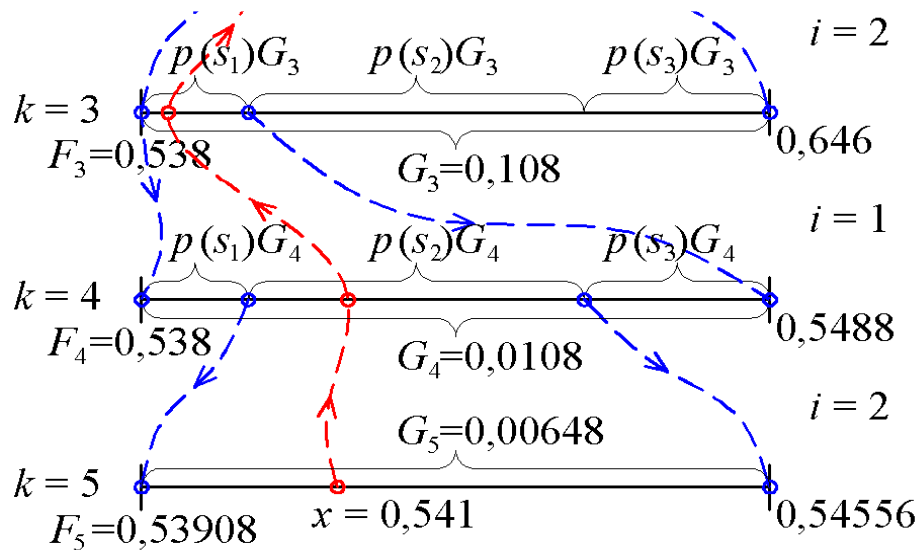 i = 2
p(s₁)G₃ p(s₂)G₃ p(s₃)G₃
k = 3
F₃=0,538 G₃=0,108 0,646
i = 1
p(s₁)G₄ p(s₂)G₄ p(s₃)G₄
k = 4
F₄=0,538 G₄=0,0108 0,5488
i = 2
G₅=0,00648
k = 5
F₅=0,53908 x = 0,541 0,54556